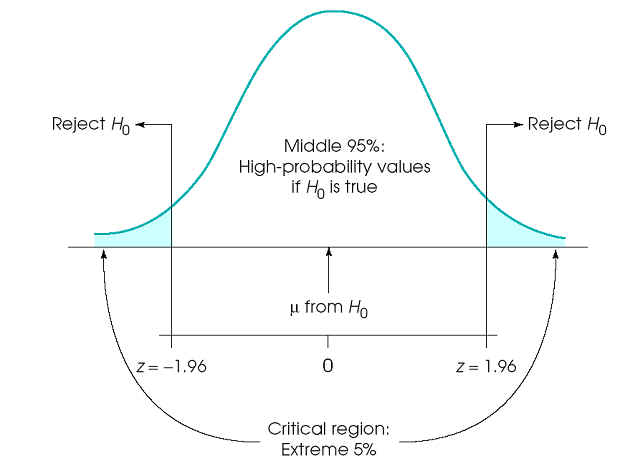 Reject H0
Reject H0
Middle 95%:
High-probability values
if H0 is true
μ from H0
z = –1.96
0
z = 1.96
Critical region:
Extreme 5%